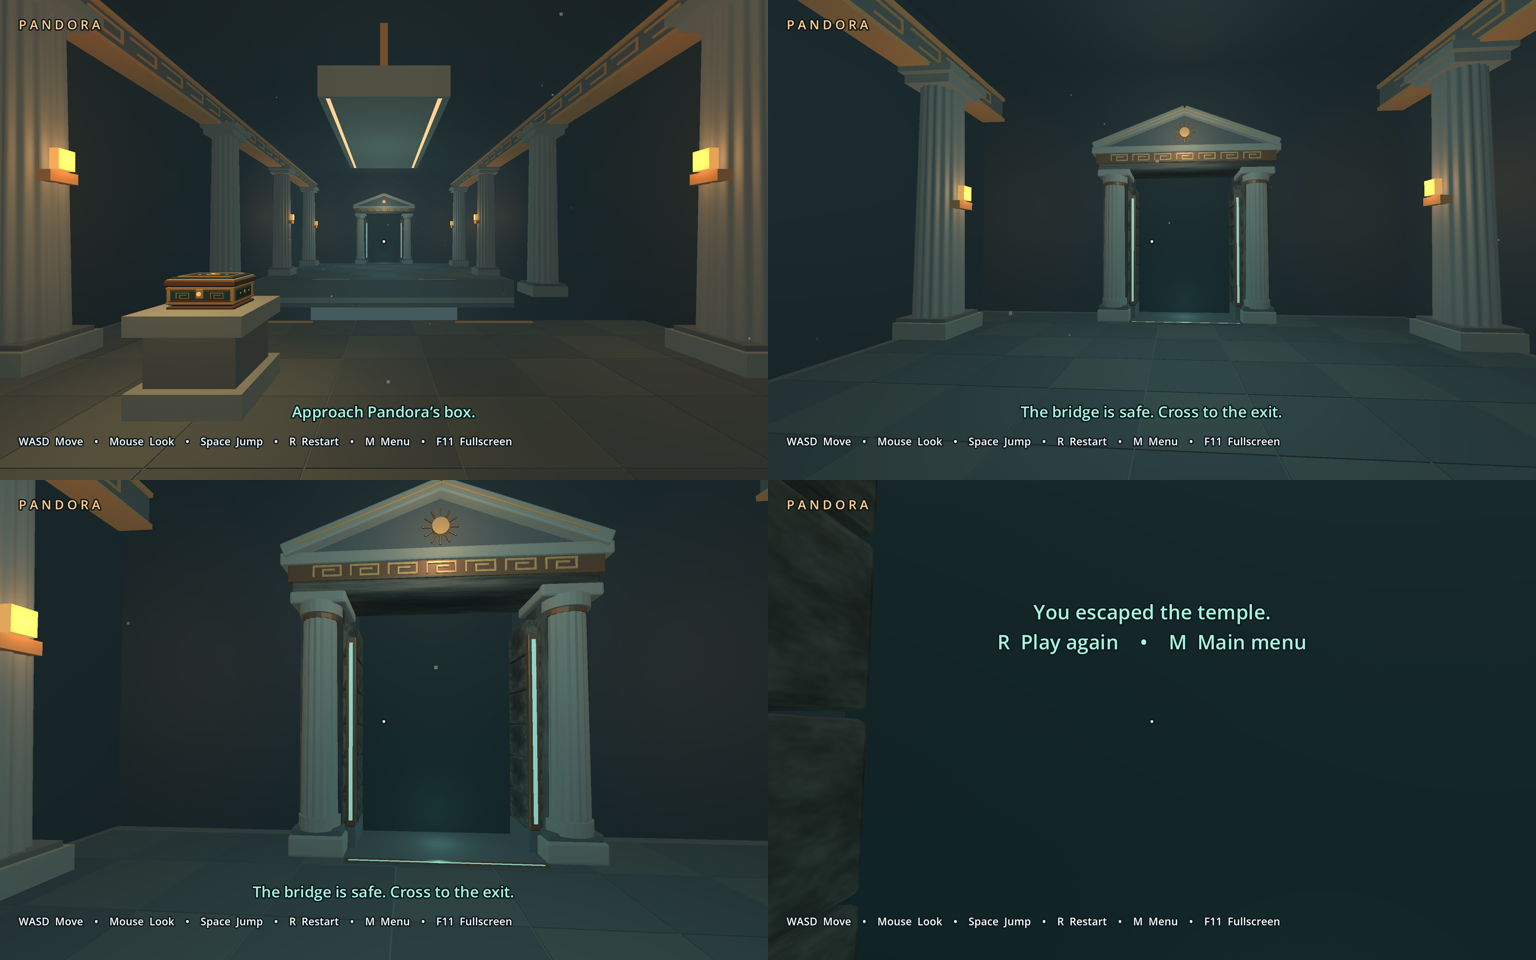 PANDORA
Approach Pandora's box.
WASD Move • Mouse Look • Space Jump • R Restart • M Menu • F11 Fullscreen
PANDORA
The bridge is safe. Cross to the exit.
WASD Move • Mouse Look • Space Jump • R Restart • M Menu • F11 Fullscreen
PANDORA
The bridge is safe. Cross to the exit.
WASD Move • Mouse Look • Space Jump • R Restart • M Menu • F11 Fullscreen
PANDORA
You escaped the temple.
R Play again • M Main menu
WASD Move • Mouse Look • Space Jump • R Restart • M Menu • F11 Fullscreen